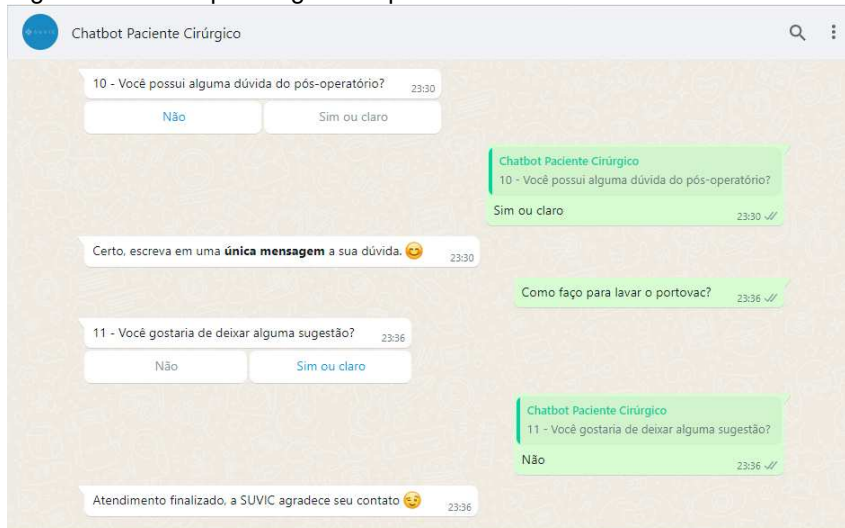 Chatbot Paciente Cirúrgico
10 - Você possui alguma dúvida do pós-operatório? 23:30
Não Sim ou claro
Chatbot Paciente Cirúrgico
10 - Você possui alguma dúvida do pós-operatório?
Sim ou claro 23:30
Certo, escreva em uma única mensagem a sua dúvida. 😊 23:30
Como faço para lavar o portovac? 23:36
11 - Você gostaria de deixar alguma sugestão? 23:36
Não Sim ou claro
Chatbot Paciente Cirúrgico
11 - Você gostaria de deixar alguma sugestão?
Não 23:36
Atendimento finalizado, a SUVIC agradece seu contato 😉 23:36